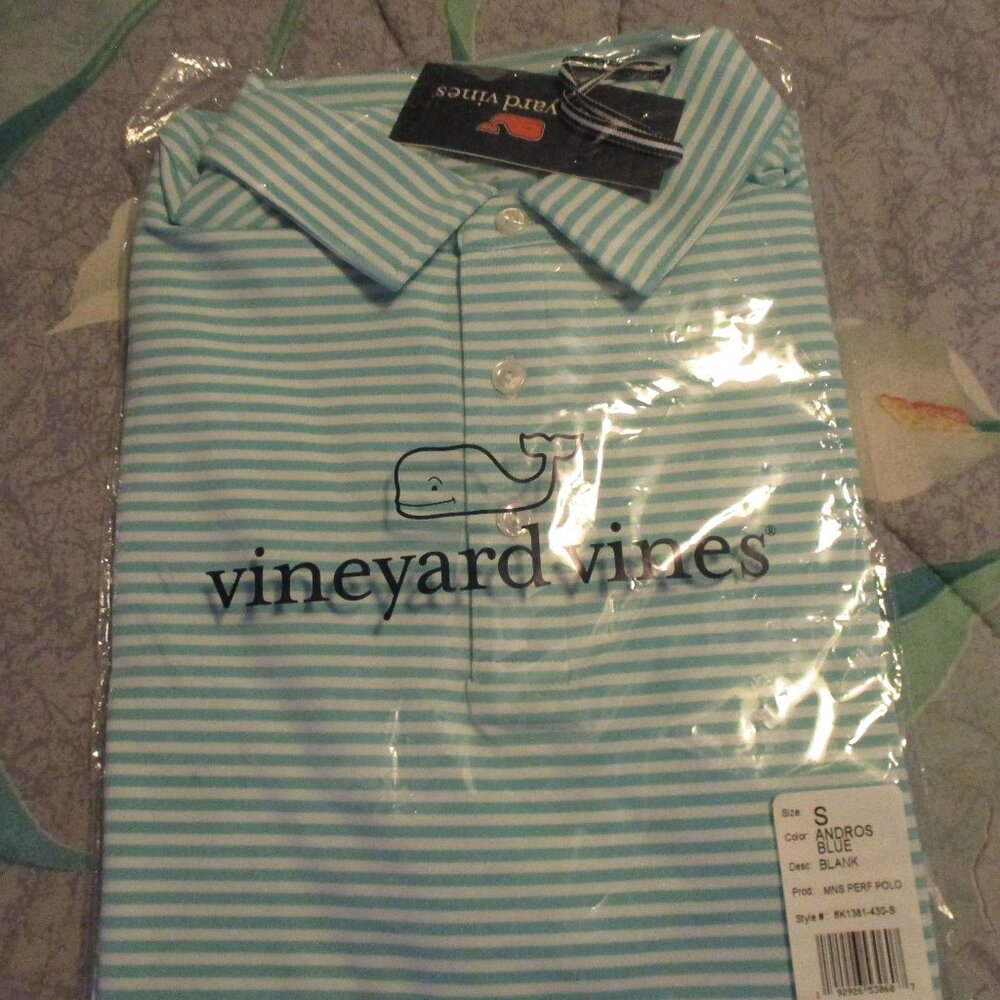 vineyard vines
vineyard vines®
Size: S
Color: ANDROS
BLUE
Desc: BLANK
Prod: MNS PERF POLO
Style #: 6K1381-430-S